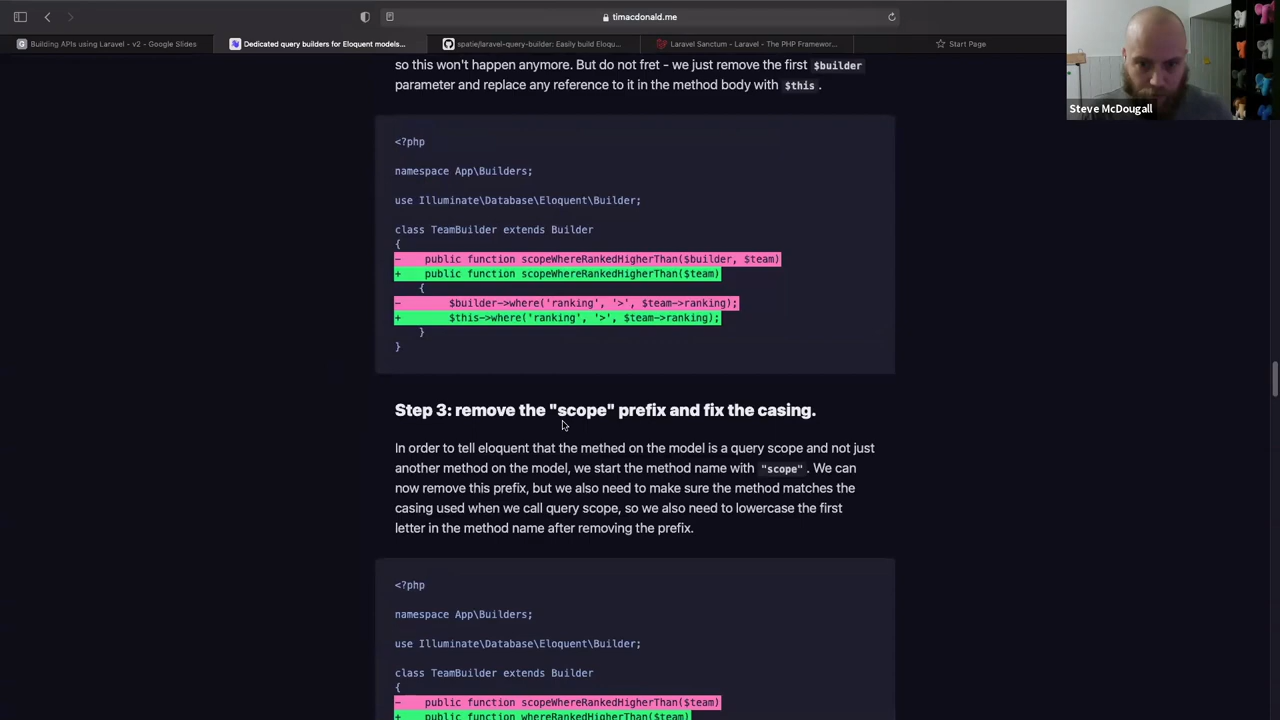 timacdonald.me
Building APIs using Laravel - v2 - Google Slides
Dedicated query builders for Eloquent models...
spatie/laravel-query-builder: Easily build Eloqu...
Laravel Sanctum - Laravel - The PHP Framewor...
Start Page
Steve McDougall
so this won't happen anymore. But do not fret - we just remove the first $builder
parameter and replace any reference to it in the method body with $this.
<?php
namespace App\Builders;
use Illuminate\Database\Eloquent\Builder;
class TeamBuilder extends Builder
{
- public function scopeWhereRankedHigherThan($builder, $team)
+ public function scopeWhereRankedHigherThan($team)
{
- $builder->where('ranking', '>', $team->ranking);
+ $this->where('ranking', '>', $team->ranking);
}
}
Step 3: remove the "scope" prefix and fix the casing.
In order to tell eloquent that the methed on the model is a query scope and not just
another method on the model, we start the method name with "scope". We can
now remove this prefix, but we also need to make sure the method matches the
casing used when we call query scope, so we also need to lowercase the first
letter in the method name after removing the prefix.
<?php
namespace App\Builders;
use Illuminate\Database\Eloquent\Builder;
class TeamBuilder extends Builder
{
- public function scopeWhereRankedHigherThan($team)
+ public function whereRankedHigherThan($team)